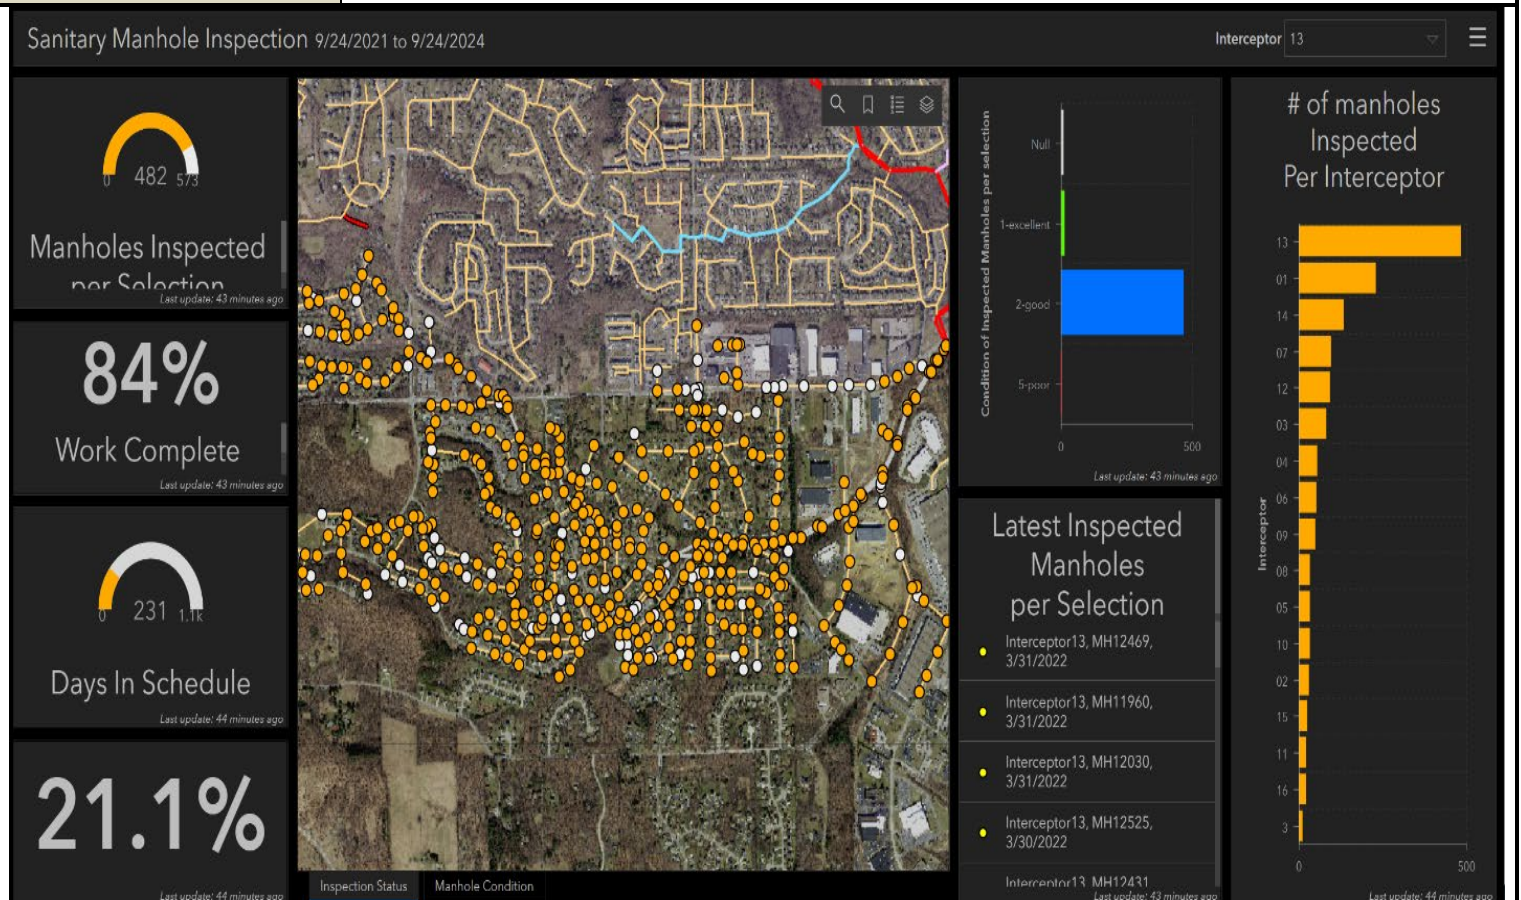 Sanitary Manhole Inspection 9/24/2021 to 9/24/2024
Interceptor 13
0 482 573
Manholes Inspected
per Selection
Last update: 43 minutes ago
84%
Work Complete
Last update: 43 minutes ago
0 231 1.1k
Days In Schedule
Last update: 44 minutes ago
21.1%
Last update: 44 minutes ago
Inspection Status Manhole Condition
Condition of Inspected Manholes per selection
Null
1-excellent
2-good
5-poor
0 500
Last update: 43 minutes ago
Latest Inspected
Manholes
per Selection
Interceptor13, MH12469,
3/31/2022
Interceptor13, MH11960,
3/31/2022
Interceptor13, MH12030,
3/31/2022
Interceptor13, MH12525,
3/30/2022
Interceptor13, MH12431
Last update: 43 minutes ago
# of manholes
Inspected
Per Interceptor
Interceptor
13
01
14
07
12
03
04
06
09
08
05
10
02
15
11
16
3
0 500
Last update: 44 minutes ago